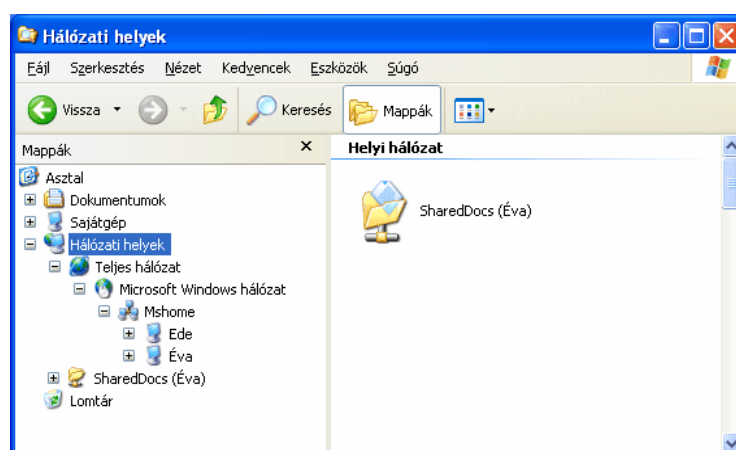 Hálózati helyek
Fájl Szerkesztés Nézet Kedvencek Eszközök Súgó
Vissza Keresés Mappák
Mappák
Asztal
Dokumentumok
Sajátgép
Hálózati helyek
Teljes hálózat
Microsoft Windows hálózat
Mshome
Ede
Éva
SharedDocs (Éva)
Lomtár
Helyi hálózat
SharedDocs (Éva)